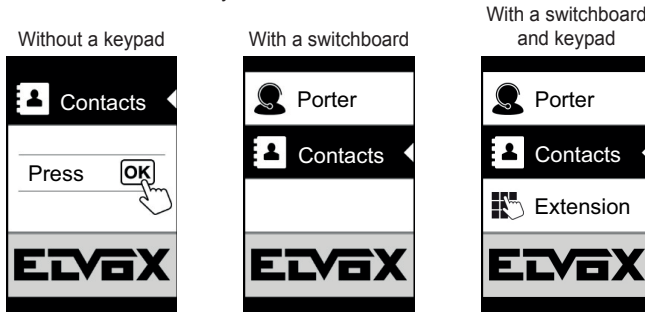 Without a keypad
Contacts
Press OK
ELVOX
With a switchboard
Porter
Contacts
ELVOX
With a switchboard
and keypad
Porter
Contacts
Extension
ELVOX